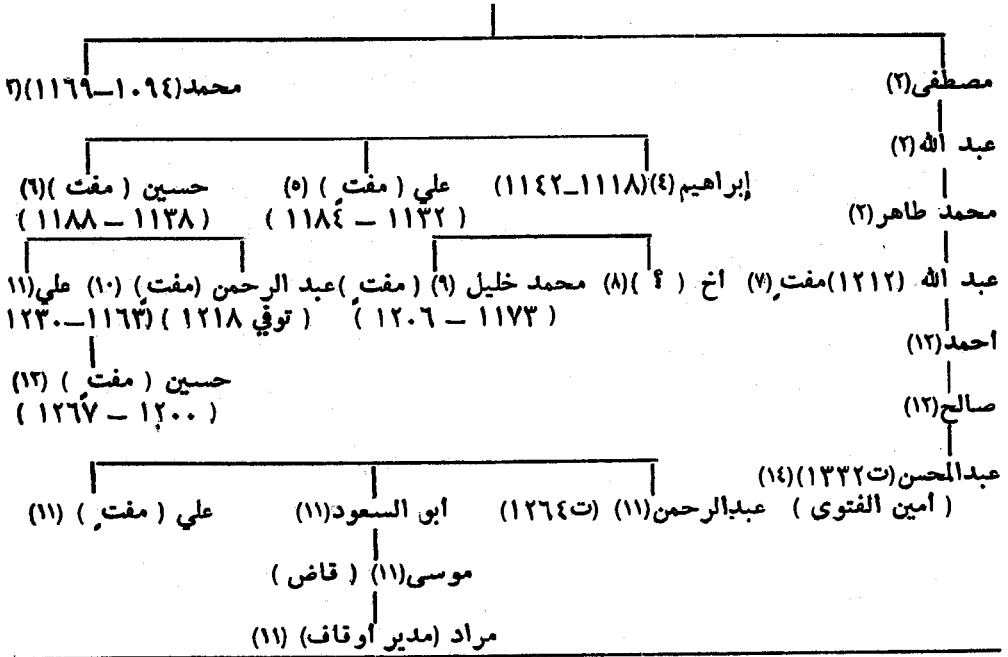 مصطفى(٢) محمد(١٠٩٤–١١٦٩)(٣
عبد الله(٢)
إبراهيم(٤)(١١١٨–١١٤٢) علي ( مفتٍ ) (٥) حسين ( مفت )(٦)
محمد طاهر(٢) ( ١١٣٢ – ١١٨٤ ) ( ١١٣٨ – ١١٨٨ )
عبد الله (١٢١٢)مفتٍ(٧) أخ ( ؟ )(٨) محمد خليل (٩) ( مفتٍ )عبد الرحمن (مفتٍ) (١٠) علي(١١
( ١١٧٣ – ١٢٠٦ ) ( توفي ١٢١٨ )(١١٦٣–١٢٣٠
أحمد(١٢)
حسين ( مفتٍ ) (١٣)
صالح(١٢) ( ١٢٠٠ – ١٢٦٧ )
عبدالمحسن(ت١٣٣٢)(١٤)
( أمين الفتوى ) عبدالرحمن(١١) (ت١٢٦٤) أبو السعود(١١) علي ( مفتٍ ) (١١)
موسى(١١) ( قاض )
مراد (مدير أوقاف) (١١)